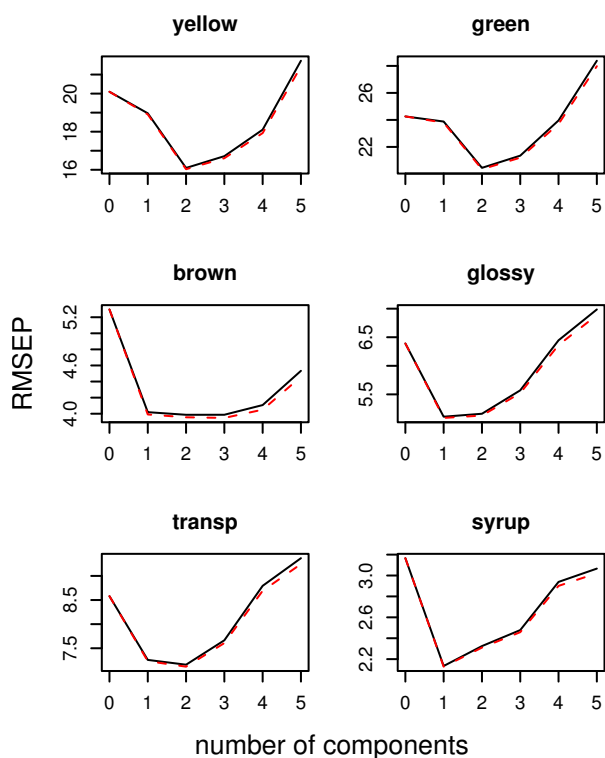 yellow
16 18 20
0 1 2 3 4 5
green
22 26
0 1 2 3 4 5
brown
4.0 4.6 5.2
0 1 2 3 4 5
glossy
5.5 6.5
0 1 2 3 4 5
transp
7.5 8.5
0 1 2 3 4 5
syrup
2.2 2.6 3.0
0 1 2 3 4 5
RMSEP
number of components